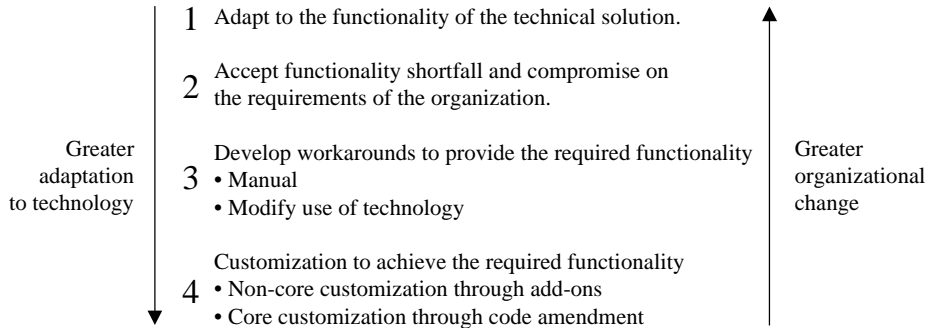 1 Adapt to the functionality of the technical solution.
Accept functionality shortfall and compromise on
2 the requirements of the organization.
Greater
adaptation
to technology
Develop workarounds to provide the required functionality
3 • Manual
• Modify use of technology
Greater
organizational
change
Customization to achieve the required functionality
4 • Non-core customization through add-ons
• Core customization through code amendment